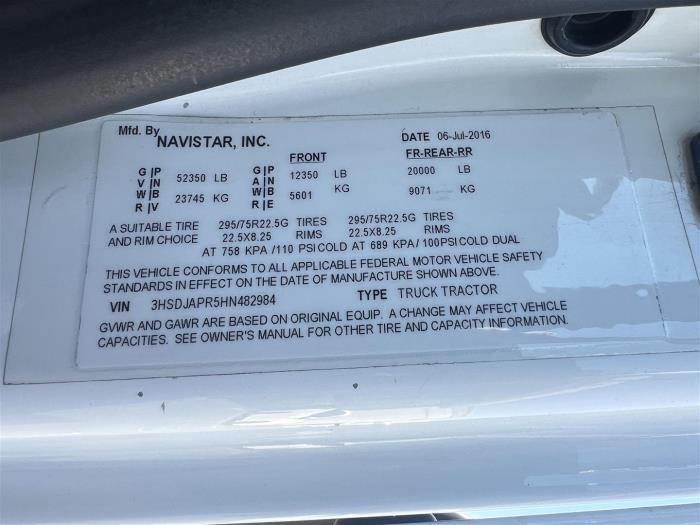 Mfd. By NAVISTAR, INC. DATE 06-Jul-2016
FRONT FR-REAR-RR
G|P 52350 LB G|P 12350 LB 20000 LB
V|N A|N
W|B 23745 KG W|B 5601 KG 9071 KG
R|V R|E
A SUITABLE TIRE 295/75R22.5G TIRES 295/75R22.5G TIRES
AND RIM CHOICE 22.5X8.25 RIMS 22.5X8.25 RIMS
AT 758 KPA/110 PSICOLD AT 689 KPA/100PSICOLD DUAL
THIS VEHICLE CONFORMS TO ALL APPLICABLE FEDERAL MOTOR VEHICLE SAFETY
STANDARDS IN EFFECT ON THE DATE OF MANUFACTURE SHOWN ABOVE.
VIN 3HSDJAPR5HN482984 TYPE TRUCK TRACTOR
GVWR AND GAWR ARE BASED ON ORIGINAL EQUIP. A CHANGE MAY AFFECT VEHICLE
CAPACITIES. SEE OWNER'S MANUAL FOR OTHER TIRE AND CAPACITY INFORMATION.